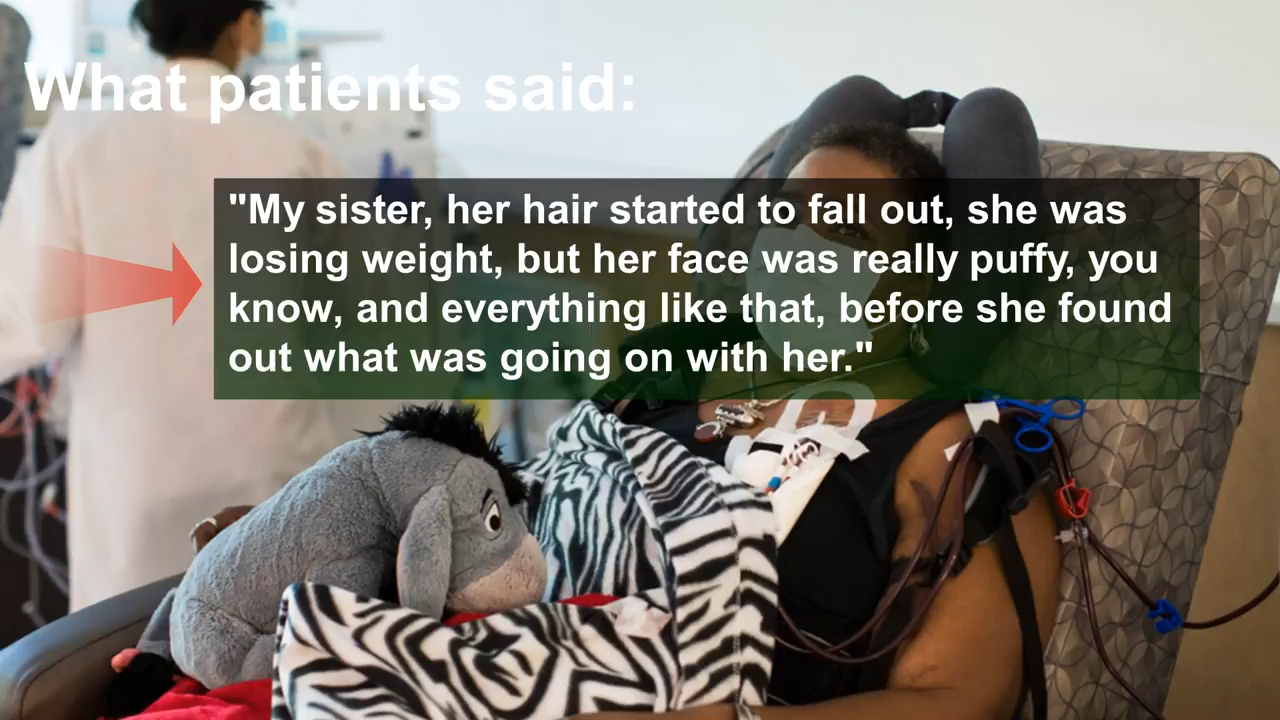 What patients said:
"My sister, her hair started to fall out, she was
losing weight, but her face was really puffy, you
know, and everything like that, before she found
out what was going on with her."